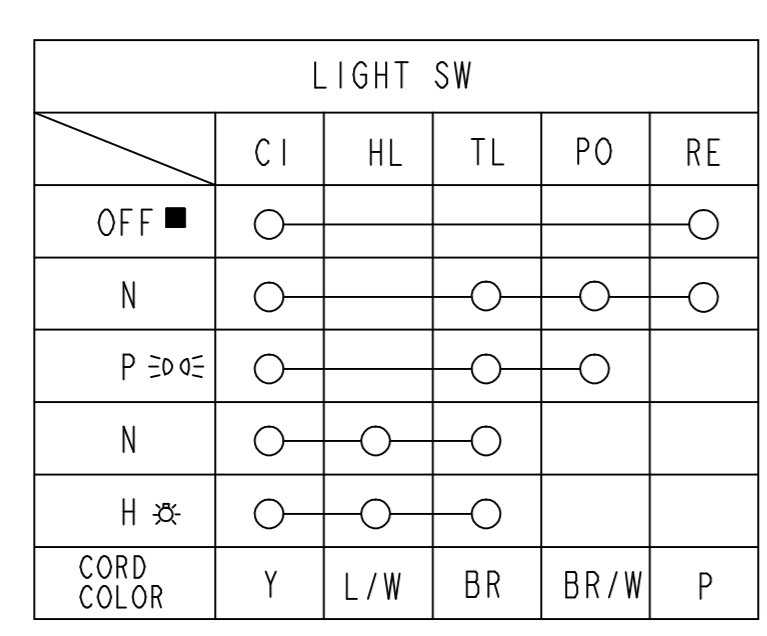 LIGHT SW
CI HL TL PO RE
OFF
N
P
N
H
CORD COLOR Y L/W BR BR/W P